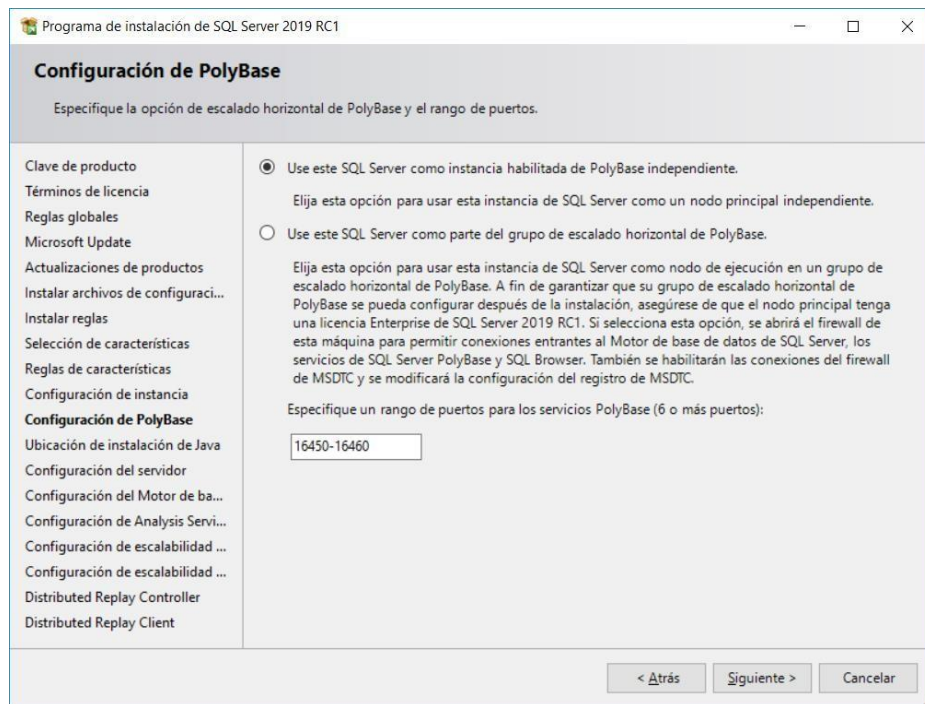 Programa de instalación de SQL Server 2019 RC1
Configuración de PolyBase
Especifique la opción de escalado horizontal de PolyBase y el rango de puertos.
Clave de producto
Términos de licencia
Reglas globales
Microsoft Update
Actualizaciones de productos
Instalar archivos de configuraci...
Instalar reglas
Selección de características
Reglas de características
Configuración de instancia
Configuración de PolyBase
Ubicación de instalación de Java
Configuración del servidor
Configuración del Motor de ba...
Configuración de Analysis Servi...
Configuración de escalabilidad ...
Configuración de escalabilidad ...
Distributed Replay Controller
Distributed Replay Client
Use este SQL Server como instancia habilitada de PolyBase independiente.
Elija esta opción para usar esta instancia de SQL Server como un nodo principal independiente.
Use este SQL Server como parte del grupo de escalado horizontal de PolyBase.
Elija esta opción para usar esta instancia de SQL Server como nodo de ejecución en un grupo de
escalado horizontal de PolyBase. A fin de garantizar que su grupo de escalado horizontal de
PolyBase se pueda configurar después de la instalación, asegúrese de que el nodo principal tenga
una licencia Enterprise de SQL Server 2019 RC1. Si selecciona esta opción, se abrirá el firewall de
esta máquina para permitir conexiones entrantes al Motor de base de datos de SQL Server, los
servicios de SQL Server PolyBase y SQL Browser. También se habilitarán las conexiones del firewall
de MSDTC y se modificará la configuración del registro de MSDTC.
Especifique un rango de puertos para los servicios PolyBase (6 o más puertos):
16450-16460
< Atrás
Siguiente >
Cancelar